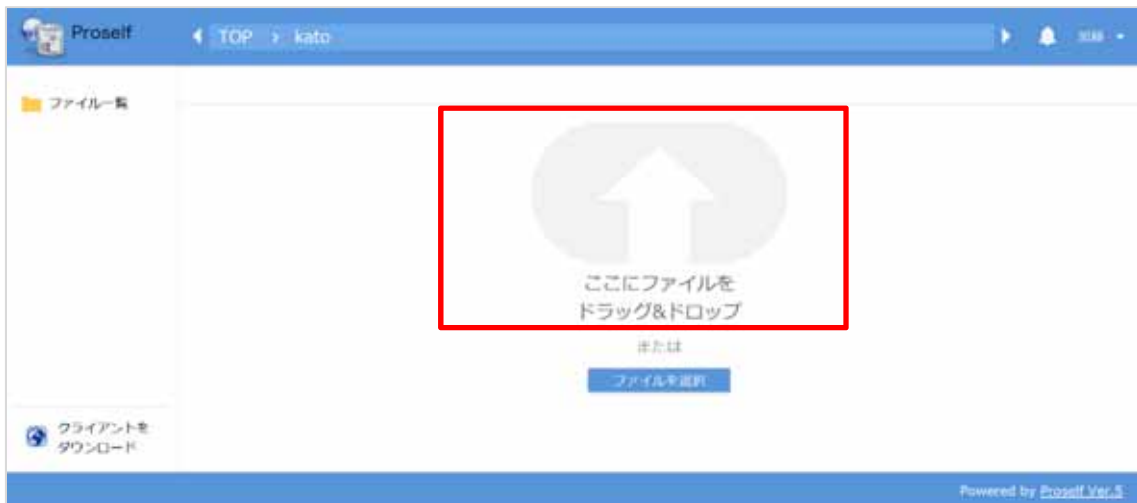 Proself
TOP › kato
ファイル一覧
ここにファイルを
ドラッグ&ドロップ
または
ファイルを選択
クライアントを
ダウンロード
Powered by Proself Ver.5